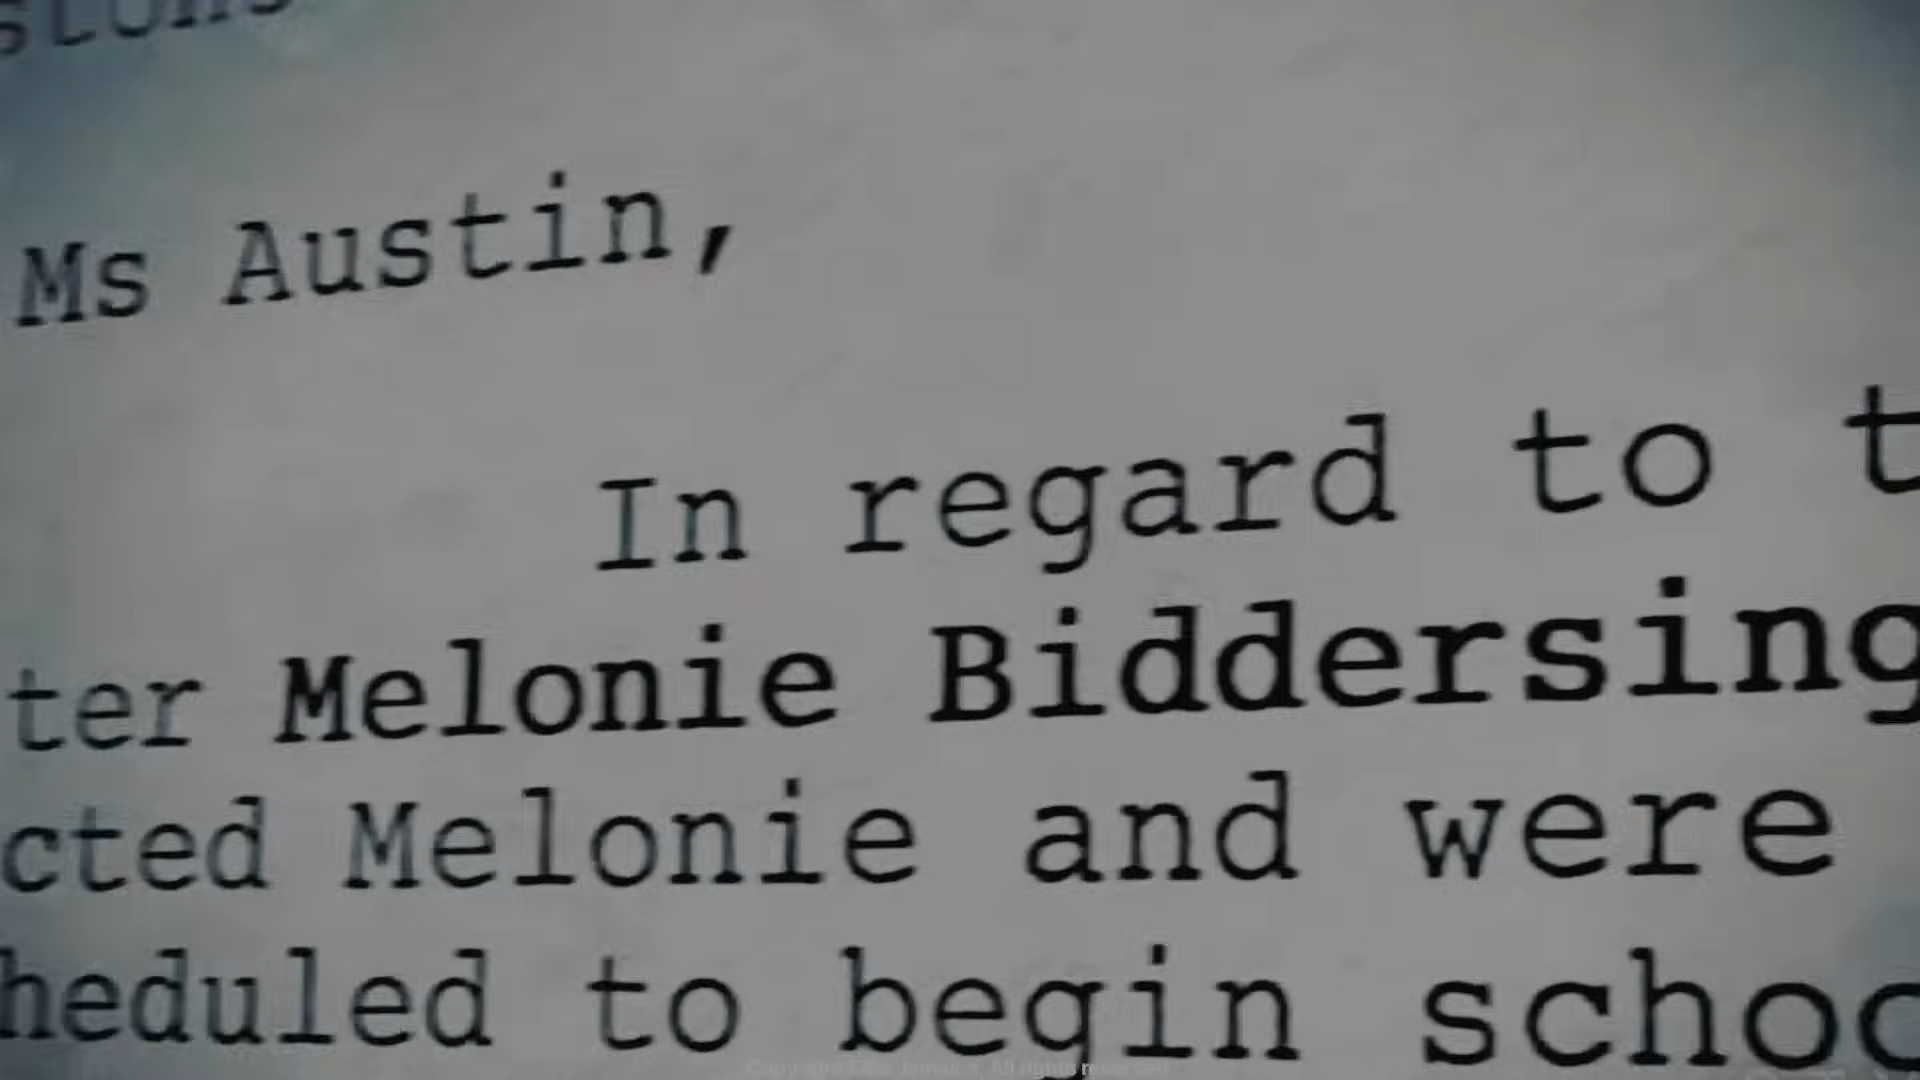 Ms Austin,
In regard to t
ter Melonie Biddersing
cted Melonie and were
heduled to begin schoo